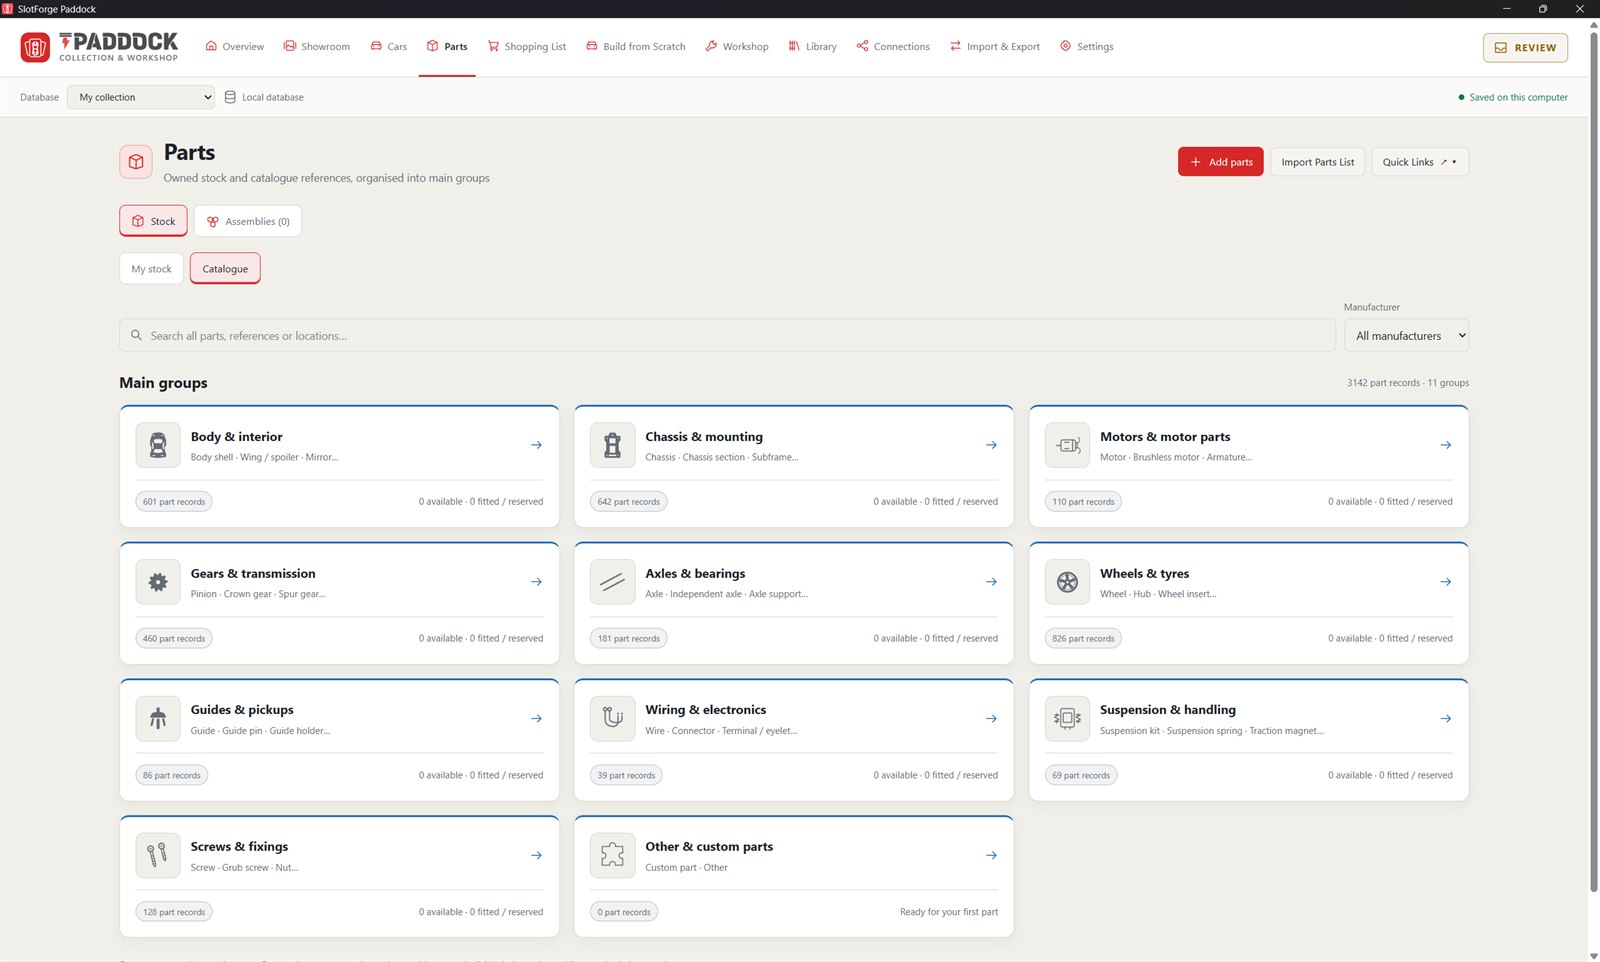 SlotForge Paddock
PADDOCK
COLLECTION & WORKSHOP
Overview
Showroom
Cars
Parts
Shopping List
Build from Scratch
Workshop
Library
Connections
Import & Export
Settings
REVIEW
Database
My collection
Local database
Saved on this computer
Parts
Owned stock and catalogue references, organised into main groups
Add parts
Import Parts List
Quick Links ↗ ▾
Stock
Assemblies (0)
My stock
Catalogue
Manufacturer
Search all parts, references or locations...
All manufacturers
Main groups
3142 part records · 11 groups
Body & interior
Body shell · Wing / spoiler · Mirror...
601 part records
0 available · 0 fitted / reserved
Chassis & mounting
Chassis · Chassis section · Subframe...
642 part records
0 available · 0 fitted / reserved
Motors & motor parts
Motor · Brushless motor · Armature...
110 part records
0 available · 0 fitted / reserved
Gears & transmission
Pinion · Crown gear · Spur gear...
460 part records
0 available · 0 fitted / reserved
Axles & bearings
Axle · Independent axle · Axle support...
181 part records
0 available · 0 fitted / reserved
Wheels & tyres
Wheel · Hub · Wheel insert...
826 part records
0 available · 0 fitted / reserved
Guides & pickups
Guide · Guide pin · Guide holder...
86 part records
0 available · 0 fitted / reserved
Wiring & electronics
Wire · Connector · Terminal / eyelet...
39 part records
0 available · 0 fitted / reserved
Suspension & handling
Suspension kit · Suspension spring · Traction magnet...
69 part records
0 available · 0 fitted / reserved
Screws & fixings
Screw · Grub screw · Nut...
128 part records
0 available · 0 fitted / reserved
Other & custom parts
Custom part · Other
0 part records
Ready for your first part